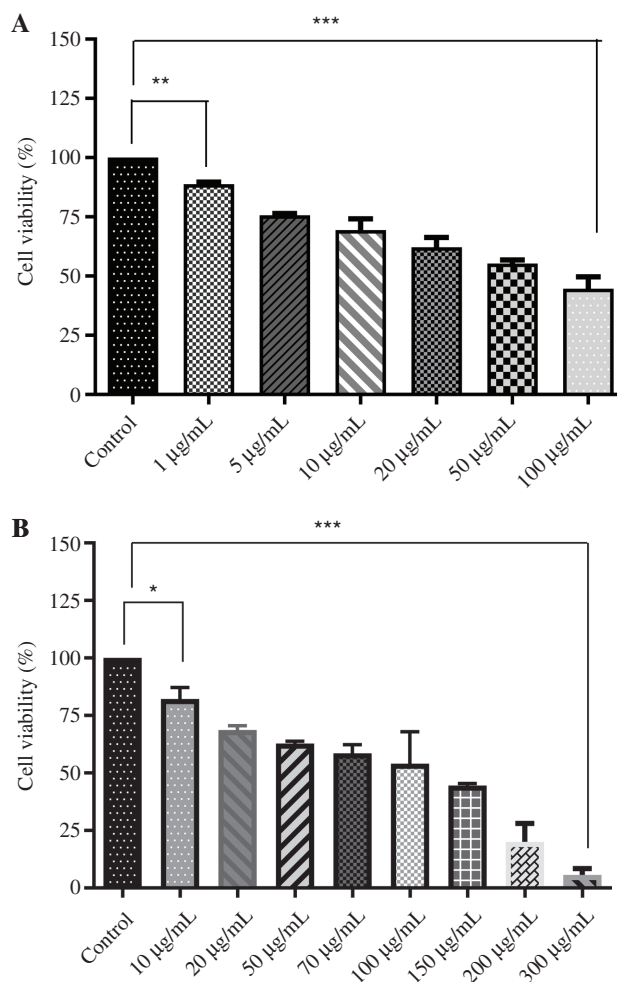 A
***
150
**
125
100
75
50
25
0
Cell viability (%)
Control
1 µg/mL
5 µg/mL
10 µg/mL
20 µg/mL
50 µg/mL
100 µg/mL
B
***
150
*
125
100
75
50
25
0
Cell viability (%)
Control
10 µg/mL
20 µg/mL
50 µg/mL
70 µg/mL
100 µg/mL
150 µg/mL
200 µg/mL
300 µg/mL